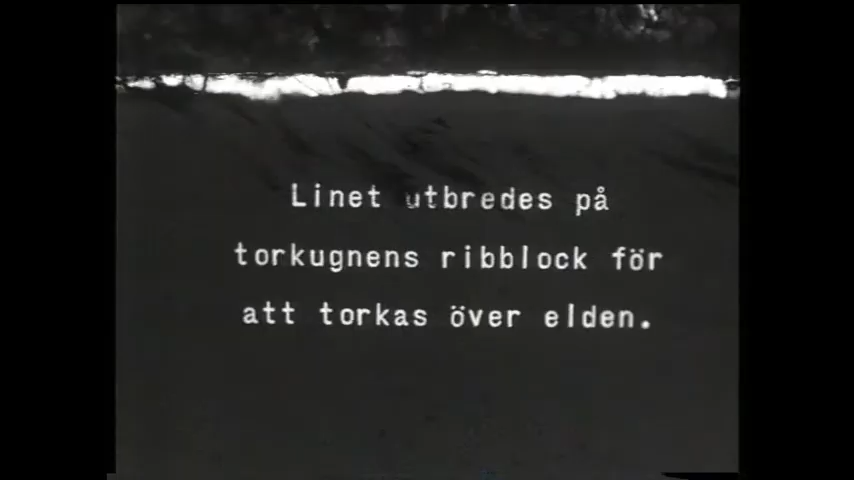 Linet utbredes på
torkugnens ribblock för
att torkas över elden.